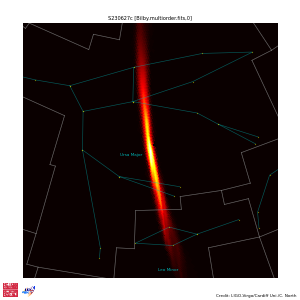 S230627c [Bilby.multiorder.fits,0]
Ursa Major
Leo Minor
Credit: LIGO-Virgo/Cardiff Uni./C. North